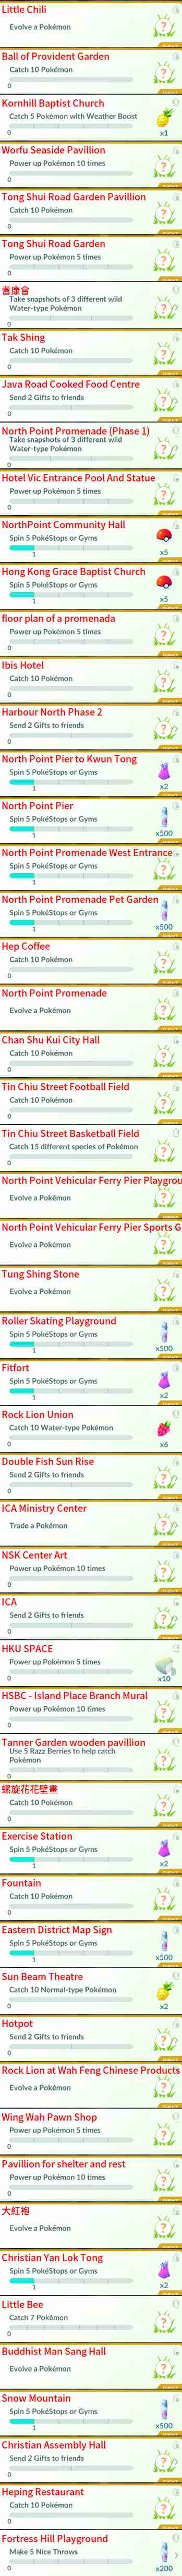 Little Chili
Evolve a Pokémon
Ball of Provident Garden
Catch 10 Pokémon
0
Kornhill Baptist Church
Catch 5 Pokémon with Weather Boost
0
x1
Worfu Seaside Pavillion
Power up Pokémon 10 times
0
Tong Shui Road Garden Pavillion
Catch 10 Pokémon
0
Tong Shui Road Garden
Power up Pokémon 5 times
0
耆康會
Take snapshots of 3 different wild
Water-type Pokémon
0
Tak Shing
Catch 10 Pokémon
0
Java Road Cooked Food Centre
Send 2 Gifts to friends
0
North Point Promenade (Phase 1)
Take snapshots of 3 different wild
Water-type Pokémon
0
Hotel Vic Entrance Pool And Statue
Power up Pokémon 5 times
0
NorthPoint Community Hall
Spin 5 PokéStops or Gyms
1
x5
Hong Kong Grace Baptist Church
Spin 5 PokéStops or Gyms
1
x5
floor plan of a promenada
Power up Pokémon 5 times
0
Ibis Hotel
Catch 10 Pokémon
0
Harbour North Phase 2
Send 2 Gifts to friends
0
North Point Pier to Kwun Tong
Spin 5 PokéStops or Gyms
1
x2
North Point Pier
Spin 5 PokéStops or Gyms
1
x500
North Point Promenade West Entrance
Spin 5 PokéStops or Gyms
1
North Point Promenade Pet Garden
Spin 5 PokéStops or Gyms
1
x500
Hep Coffee
Catch 10 Pokémon
0
North Point Promenade
Evolve a Pokémon
Chan Shu Kui City Hall
Catch 10 Pokémon
0
Tin Chiu Street Football Field
Catch 10 Pokémon
0
Tin Chiu Street Basketball Field
Catch 15 different species of Pokémon
0
North Point Vehicular Ferry Pier Playgrou
Evolve a Pokémon
North Point Vehicular Ferry Pier Sports G
Evolve a Pokémon
Tung Shing Stone
Evolve a Pokémon
Roller Skating Playground
Spin 5 PokéStops or Gyms
1
x500
Fitfort
Spin 5 PokéStops or Gyms
1
x2
Rock Lion Union
Catch 10 Water-type Pokémon
0
x6
Double Fish Sun Rise
Send 2 Gifts to friends
0
ICA Ministry Center
Trade a Pokémon
NSK Center Art
Power up Pokémon 10 times
0
ICA
Send 2 Gifts to friends
0
HKU SPACE
Power up Pokémon 5 times
0
x10
HSBC - Island Place Branch Mural
Power up Pokémon 10 times
0
Tanner Garden wooden pavillion
Use 5 Razz Berries to help catch
Pokémon
0
螺旋花花壁畫
Catch 10 Pokémon
0
Exercise Station
Spin 5 PokéStops or Gyms
1
x2
Fountain
Catch 10 Pokémon
0
Eastern District Map Sign
Spin 5 PokéStops or Gyms
1
x500
Sun Beam Theatre
Catch 10 Normal-type Pokémon
0
x2
Hotpot
Send 2 Gifts to friends
0
Rock Lion at Wah Feng Chinese Products
Evolve a Pokémon
Wing Wah Pawn Shop
Power up Pokémon 5 times
0
Pavillion for shelter and rest
Power up Pokémon 10 times
0
大紅袍
Evolve a Pokémon
Christian Yan Lok Tong
Spin 5 PokéStops or Gyms
1
x2
Little Bee
Catch 7 Pokémon
0
Buddhist Man Sang Hall
Evolve a Pokémon
Snow Mountain
Spin 5 PokéStops or Gyms
1
x500
Christian Assembly Hall
Send 2 Gifts to friends
0
Heping Restaurant
Catch 10 Pokémon
0
Fortress Hill Playground
Make 5 Nice Throws
0
x200